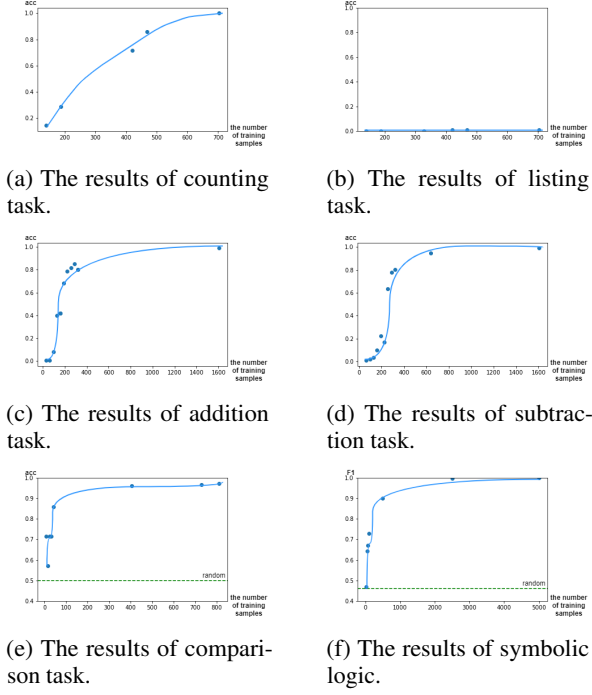 acc
1.0
0.8
0.6
0.4
0.2
200 300 400 500 600 700
the number
of training
samples
(a) The results of counting
task.
acc
1.0
0.8
0.6
0.4
0.2
0.0
200 300 400 500 600 700
the number
of training
samples
(b) The results of listing
task.
acc
1.0
0.8
0.6
0.4
0.2
0.0
0 200 400 600 800 1000 1200 1400 1600
the number
of training
samples
(c) The results of addition
task.
acc
1.0
0.8
0.6
0.4
0.2
0.0
0 200 400 600 800 1000 1200 1400 1600
the number
of training
samples
(d) The results of subtrac-
tion task.
acc
1.0
0.9
0.8
0.7
0.6
0.5
0.4
random
0 100 200 300 400 500 600 700 800
the number
of training
samples
(e) The results of compari-
son task.
F1
1.0
0.9
0.8
0.7
0.6
0.5
0.4
random
0 1000 2000 3000 4000 5000
the number
of training
samples
(f) The results of symbolic
logic.